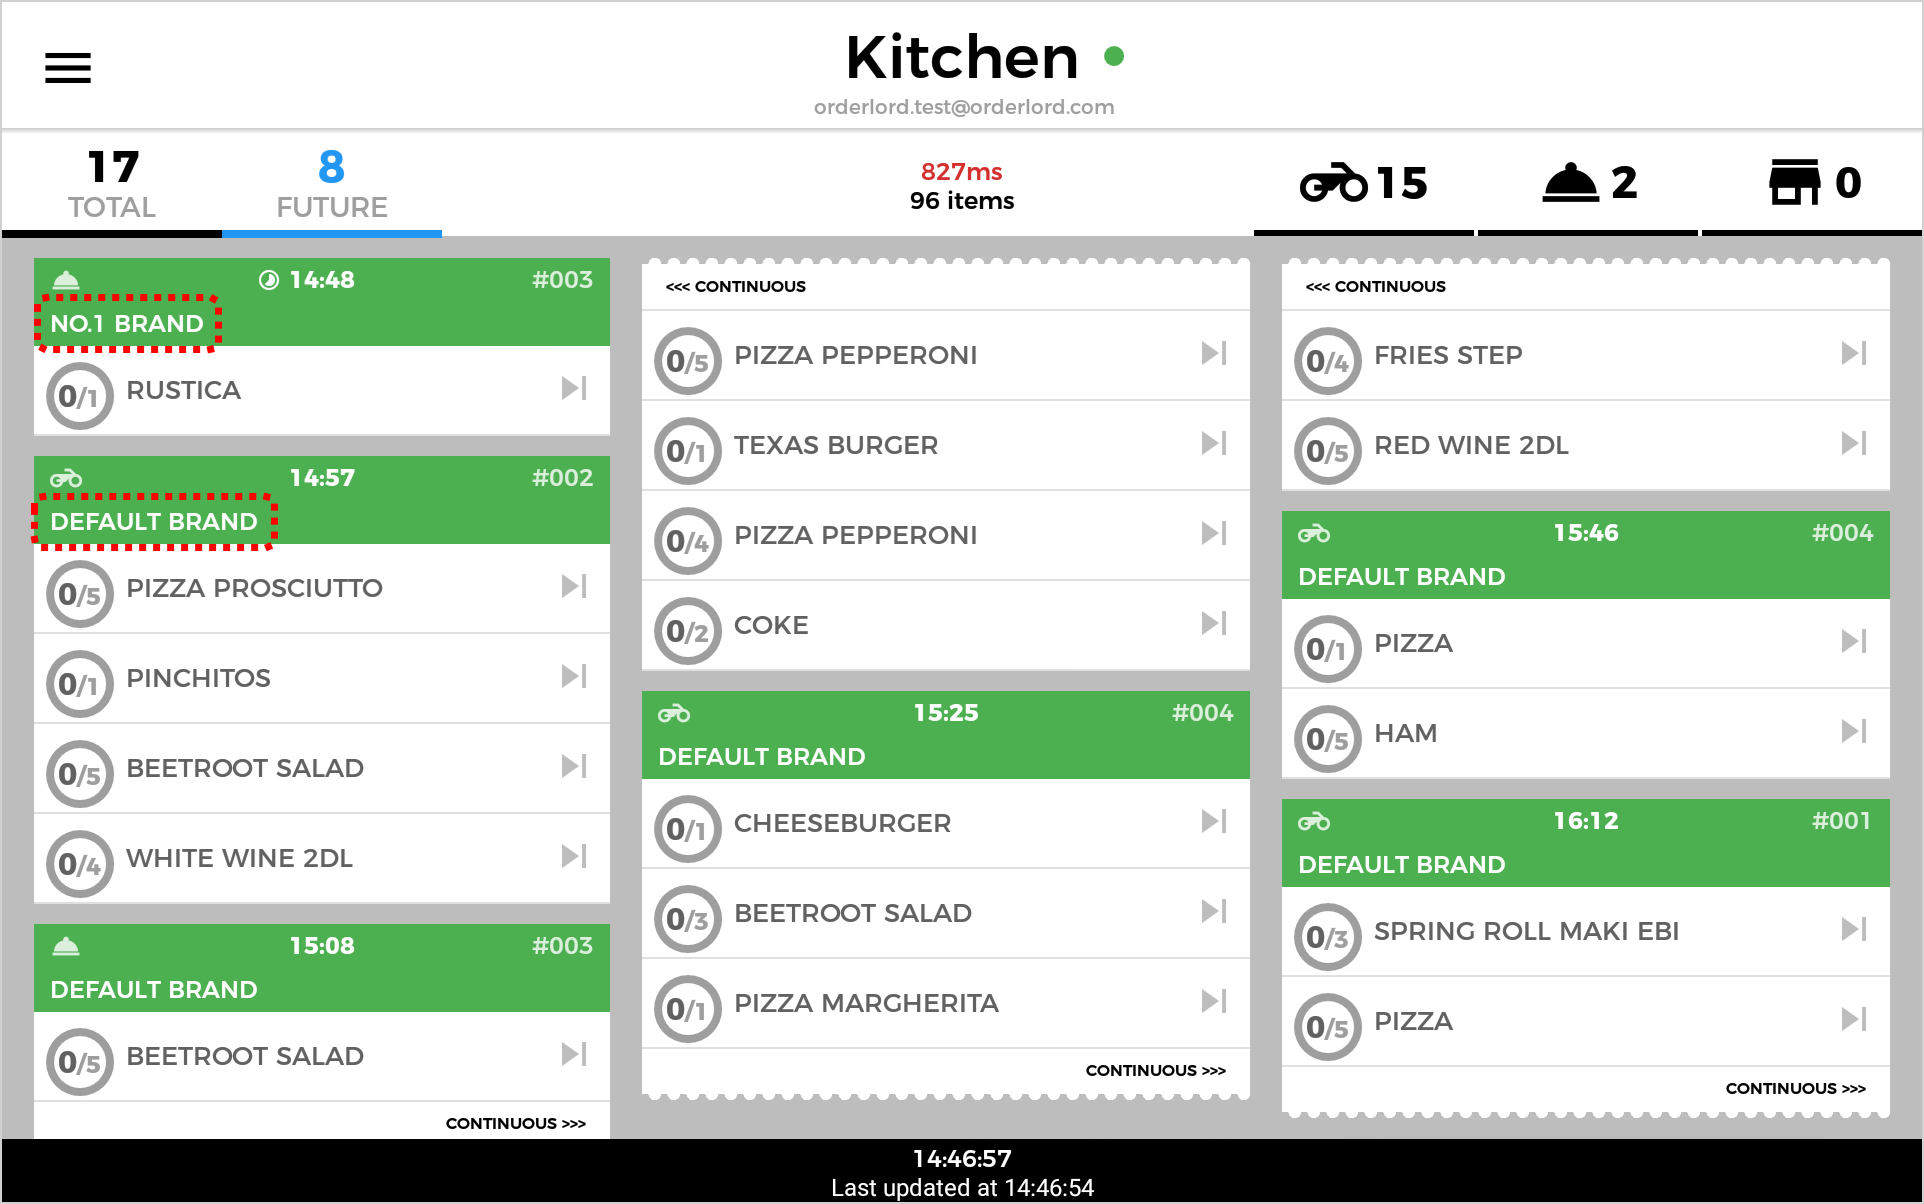 Kitchen
orderlord.test@orderlord.com
17
TOTAL
8
FUTURE
827ms
96 items
15
2
0
14:48 #003
NO.1 BRAND
0/1 RUSTICA
14:57 #002
DEFAULT BRAND
0/5 PIZZA PROSCIUTTO
0/1 PINCHITOS
0/5 BEETROOT SALAD
0/4 WHITE WINE 2DL
15:08 #003
DEFAULT BRAND
0/5 BEETROOT SALAD
CONTINUOUS >>>
<<< CONTINUOUS
0/5 PIZZA PEPPERONI
0/1 TEXAS BURGER
0/4 PIZZA PEPPERONI
0/2 COKE
15:25 #004
DEFAULT BRAND
0/1 CHEESEBURGER
0/3 BEETROOT SALAD
0/1 PIZZA MARGHERITA
CONTINUOUS >>>
<<< CONTINUOUS
0/4 FRIES STEP
0/5 RED WINE 2DL
15:46 #004
DEFAULT BRAND
0/1 PIZZA
0/5 HAM
16:12 #001
DEFAULT BRAND
0/3 SPRING ROLL MAKI EBI
0/5 PIZZA
CONTINUOUS >>>
14:46:57
Last updated at 14:46:54